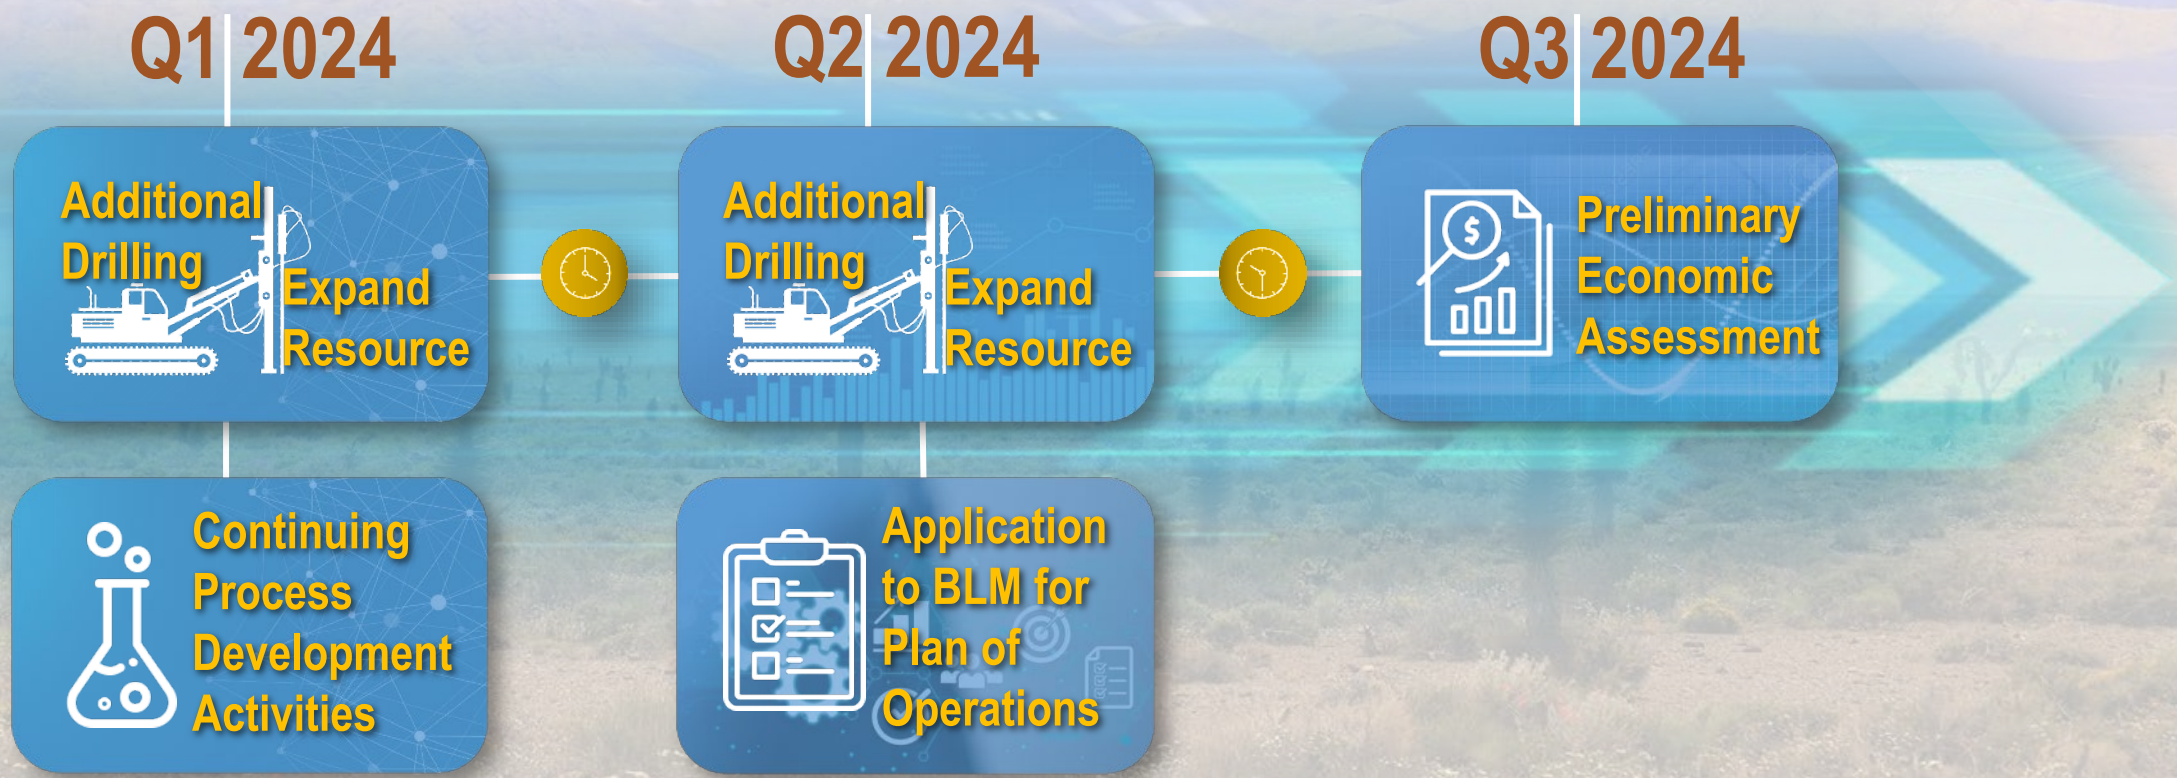 Q1 2024
Q2 2024
Q3 2024
Additional
Drilling
Expand
Resource
Additional
Drilling
Expand
Resource
Preliminary
Economic
Assessment
Continuing
Process
Development
Activities
Application
to BLM for
Plan of
Operations